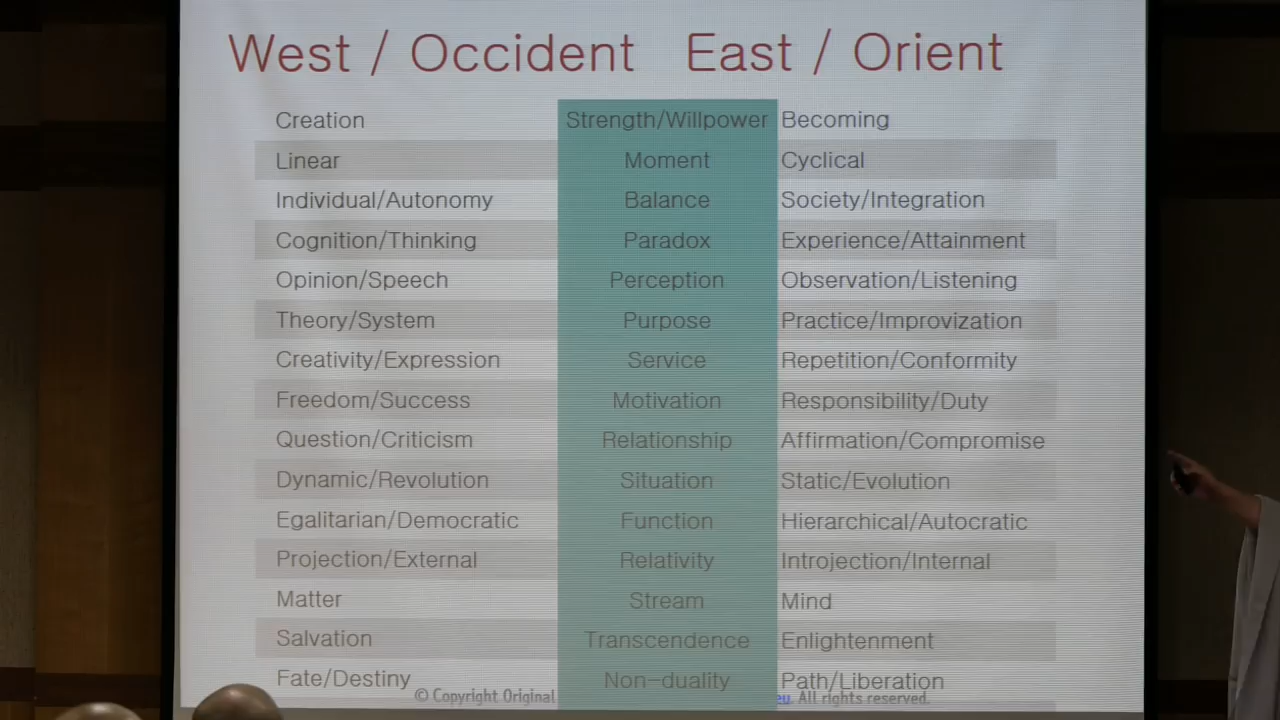 West / Occident East / Orient
Creation Strength/Willpower Becoming
Linear Moment Cyclical
Individual/Autonomy Balance Society/Integration
Cognition/Thinking Paradox Experience/Attainment
Opinion/Speech Perception Observation/Listening
Theory/System Purpose Practice/Improvization
Creativity/Expression Service Repetition/Conformity
Freedom/Success Motivation Responsibility/Duty
Question/Criticism Relationship Affirmation/Compromise
Dynamic/Revolution Situation Static/Evolution
Egalitarian/Democratic Function Hierarchical/Autocratic
Projection/External Relativity Introjection/Internal
Matter Stream Mind
Salvation Transcendence Enlightenment
Fate/Destiny Non-duality Path/Liberation
© Copyright Original eu. All rights reserved.